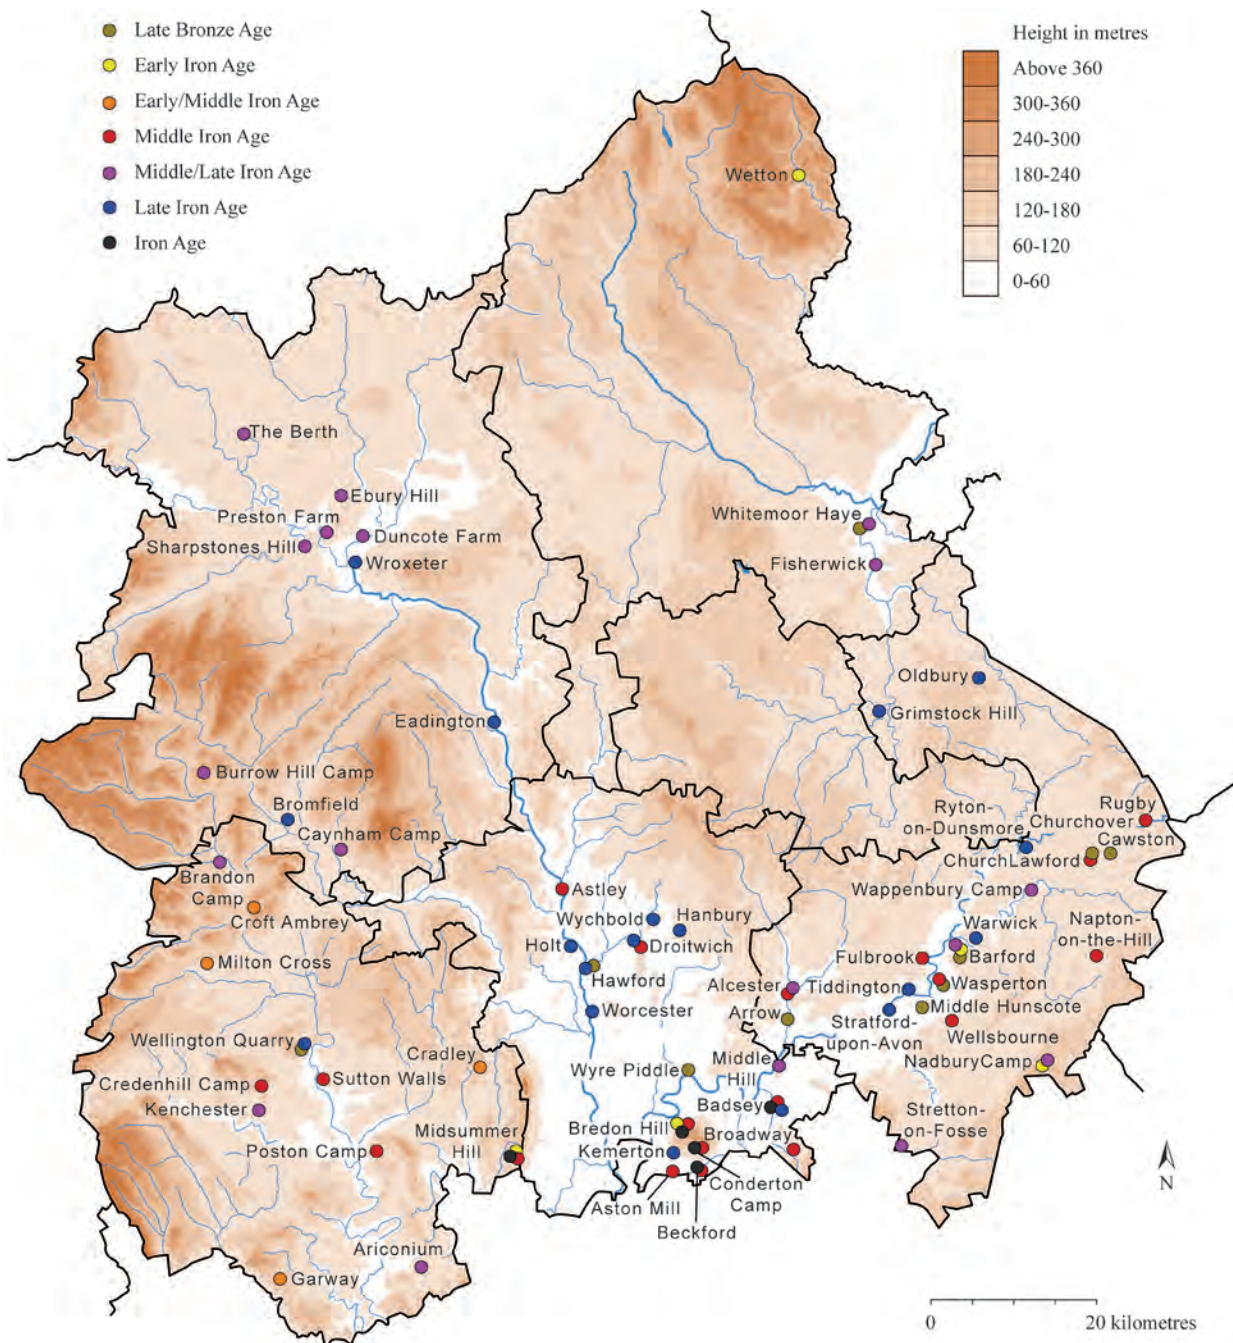 Late Bronze Age
Early Iron Age
Early/Middle Iron Age
Middle Iron Age
Middle/Late Iron Age
Late Iron Age
Iron Age
Height in metres
Above 360
300-360
240-300
180-240
120-180
60-120
0-60
Wetton
The Berth
Ebury Hill
Preston Farm
Sharpstones Hill
Duncote Farm
Wroxeter
Whitemoor Haye
Fisherwick
Oldbury
Grimstock Hill
Eadington
Burrow Hill Camp
Bromfield
Caynham Camp
Brandon
Camp
Croft Ambrey
Milton Cross
Ryton-
on-Dunsmore
Rugby
Churchover
Cawston
ChurchLawford
Wappenbury Camp
Astley
Wychbold
Hanbury
Holt
Droitwich
Hawford
Worcester
Warwick
Napton-
on-the-Hill
Fulbrook
Barford
Alcester
Tiddington
Wasperton
Arrow
Middle Hunscote
Stratford-
upon-Avon
Wellsbourne
NadburyCamp
Wellington Quarry
Cradley
Credenhill Camp
Sutton Walls
Kenchester
Wyre Piddle
Middle
Hill
Badsey
Stretton-
on-Fosse
Poston Camp
Midsummer
Hill
Bredon Hill
Broadway
Kemerton
Conderton
Camp
Aston Mill
Beckford
Ariconium
Garway
N
0
20 kilometres